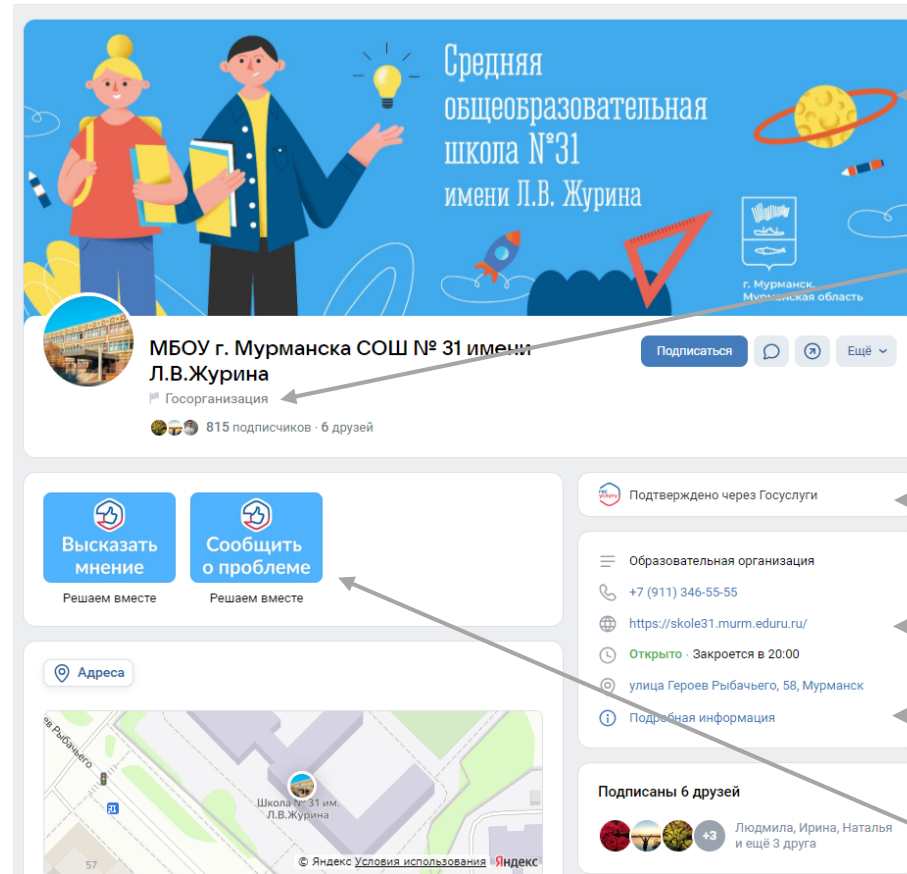 Средняя
общеобразовательная
школа №31
имени Л.В. Журина
г. Мурманск,
Мурманская область
МБОУ г. Мурманска СОШ № 31 имени
Л.В.Журина
Госорганизация
815 подписчиков · 6 друзей
Подписаться
Ещё
Высказать
мнение
Решаем вместе
Сообщить
о проблеме
Решаем вместе
Адреса
ев Рыбачьего
Школа № 31 им.
Л.В.Журина
57
© Яндекс Условия использования Яндекс
гос
услуги
Подтверждено через Госуслуги
Образовательная организация
+7 (911) 346-55-55
https://skole31.murm.eduru.ru/
Открыто · Закроется в 20:00
улица Героев Рыбачьего, 58, Мурманск
Подробная информация
Подписаны 6 друзей
+3
Людмила, Ирина, Наталья
и ещё 3 друга